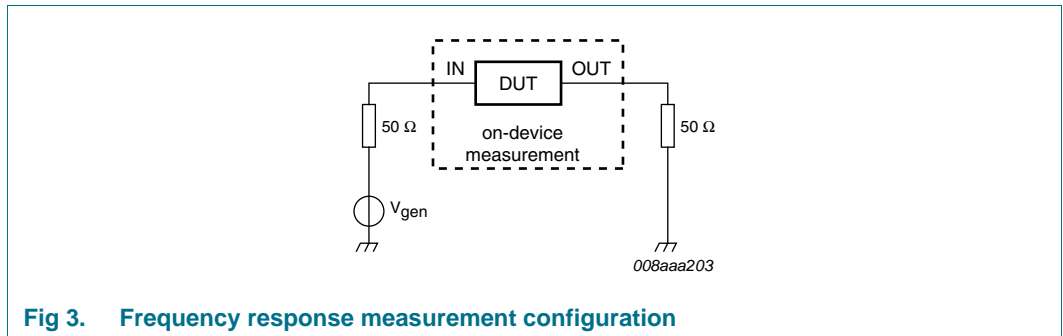 IN
DUT
OUT
50 Ω
on-device
measurement
50 Ω
Vgen
008aaa203
Fig 3. Frequency response measurement configuration